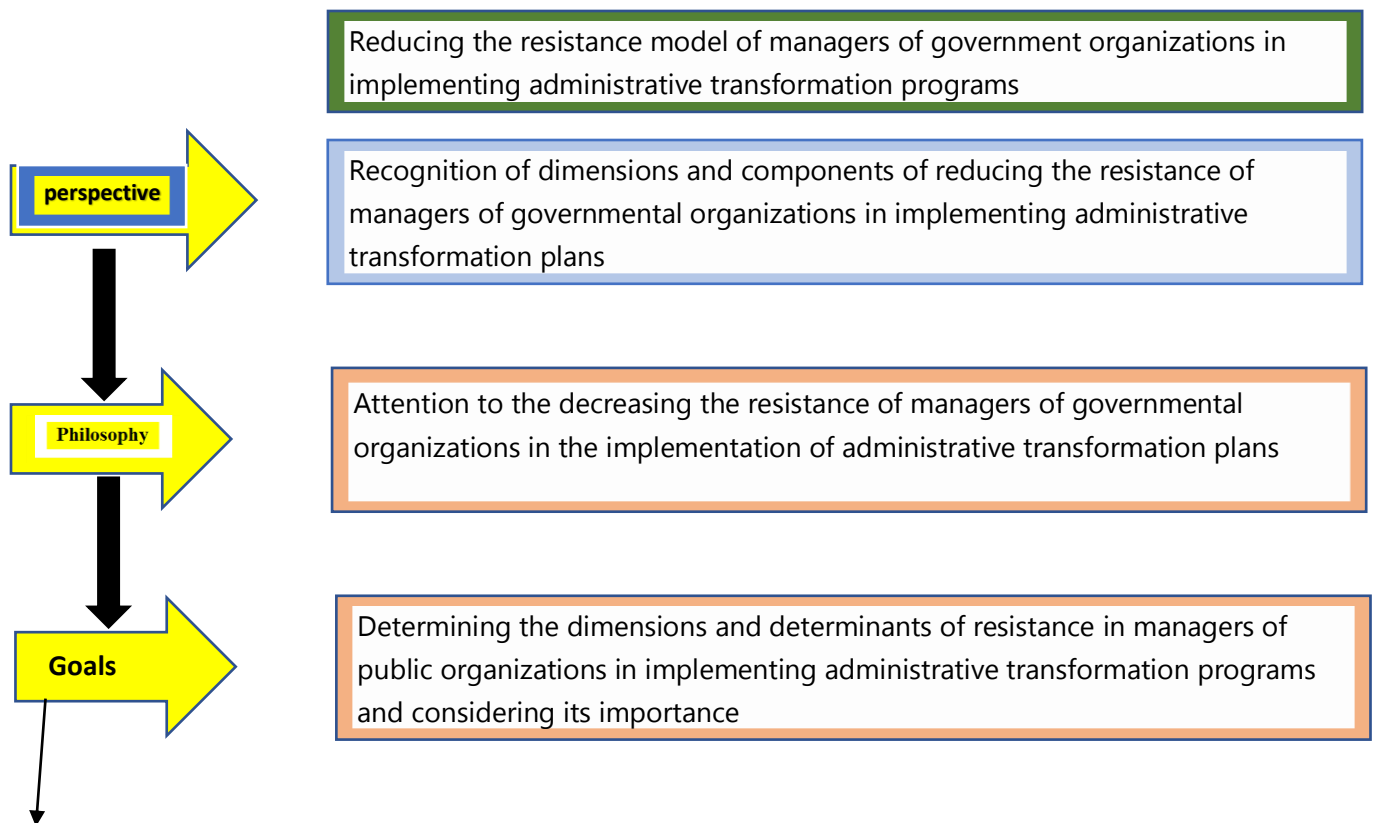 Reducing the resistance model of managers of government organizations in
implementing administrative transformation programs
perspective
Recognition of dimensions and components of reducing the resistance of
managers of governmental organizations in implementing administrative
transformation plans
Philosophy
Attention to the decreasing the resistance of managers of governmental
organizations in the implementation of administrative transformation plans
Goals
Determining the dimensions and determinants of resistance in managers of
public organizations in implementing administrative transformation programs
and considering its importance